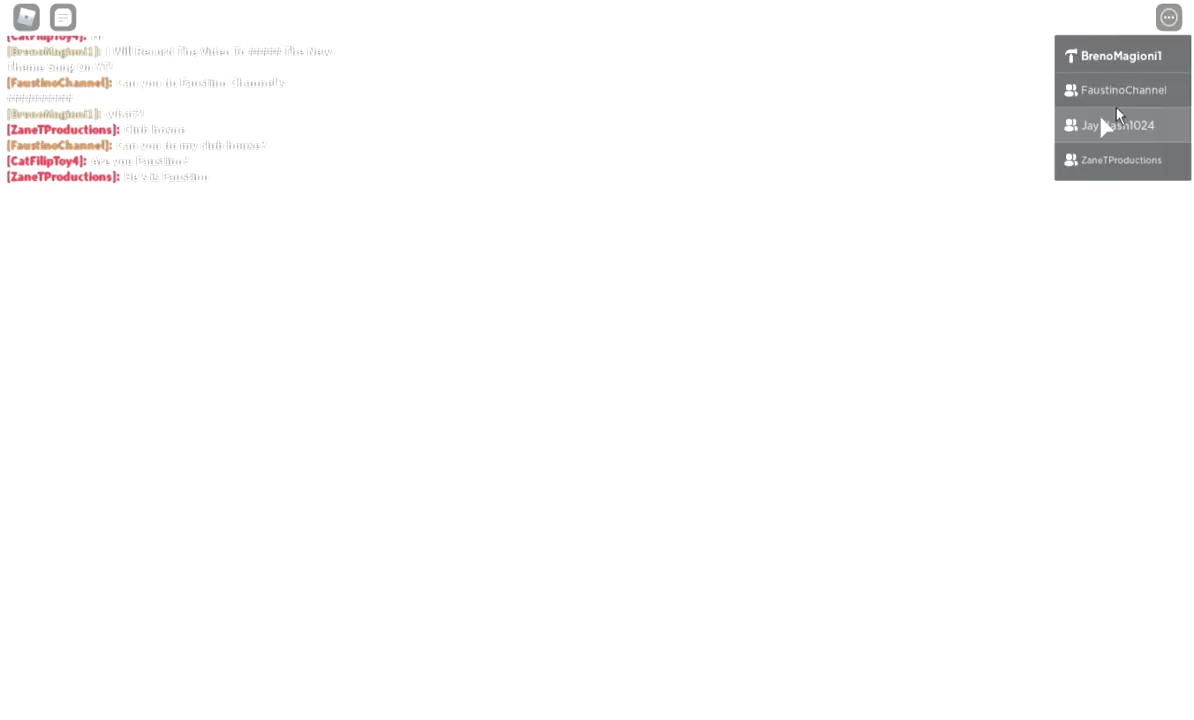 [CatFilipToy4]: Hi
[BrenoMagioni1]: I Will Record The Video To ##### The New
Theme Song On YT!
[FaustinoChannel]: Can you do Faustino Channel's
##########
[BrenoMagioni1]: what?!
[ZaneTProductions]: Club house
[FaustinoChannel]: Can you do my club house?
[CatFilipToy4]: Are you Faustino?
[ZaneTProductions]: He's is Faustino
BrenoMagioni1
FaustinoChannel
ZaneTProductions